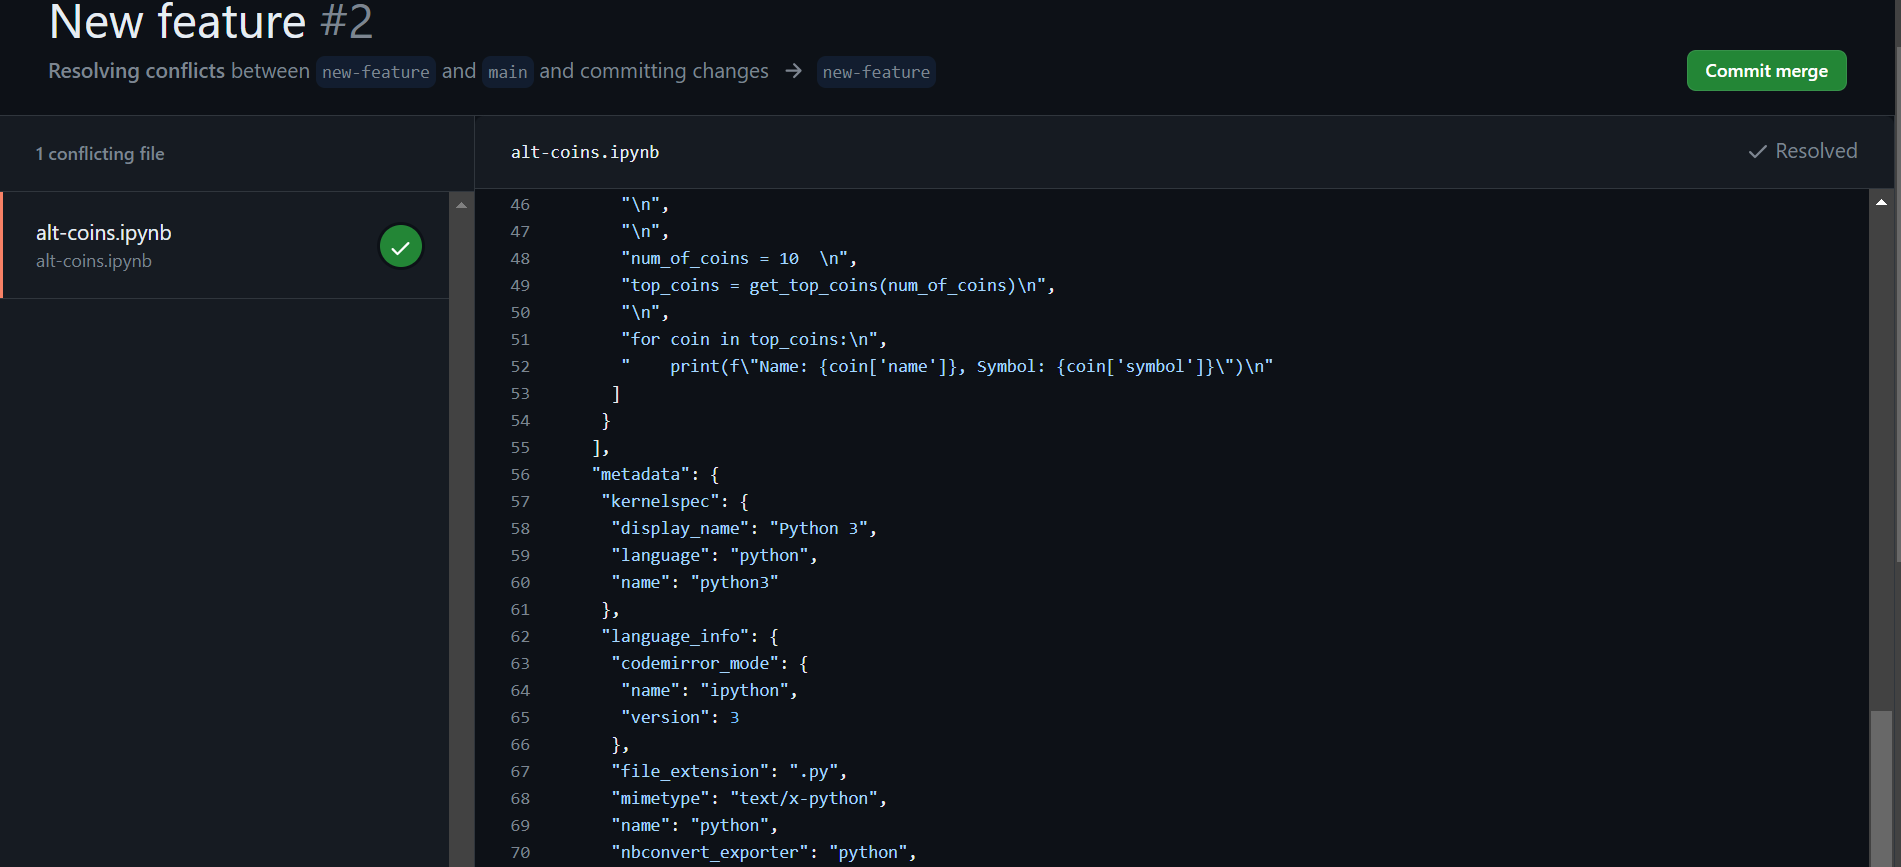 New feature #2
Resolving conflicts between new-feature and main and committing changes → new-feature
Commit merge
1 conflicting file
alt-coins.ipynb
alt-coins.ipynb
alt-coins.ipynb
Resolved
46 "\n",
47 "\n",
48 "num_of_coins = 10  \n",
49 "top_coins = get_top_coins(num_of_coins)\n",
50 "\n",
51 "for coin in top_coins:\n",
52 "    print(f\"Name: {coin['name']}, Symbol: {coin['symbol']}\")\n"
53 ]
54 }
55 ],
56 "metadata": {
57 "kernelspec": {
58 "display_name": "Python 3",
59 "language": "python",
60 "name": "python3"
61 },
62 "language_info": {
63 "codemirror_mode": {
64 "name": "ipython",
65 "version": 3
66 },
67 "file_extension": ".py",
68 "mimetype": "text/x-python",
69 "name": "python",
70 "nbconvert_exporter": "python",